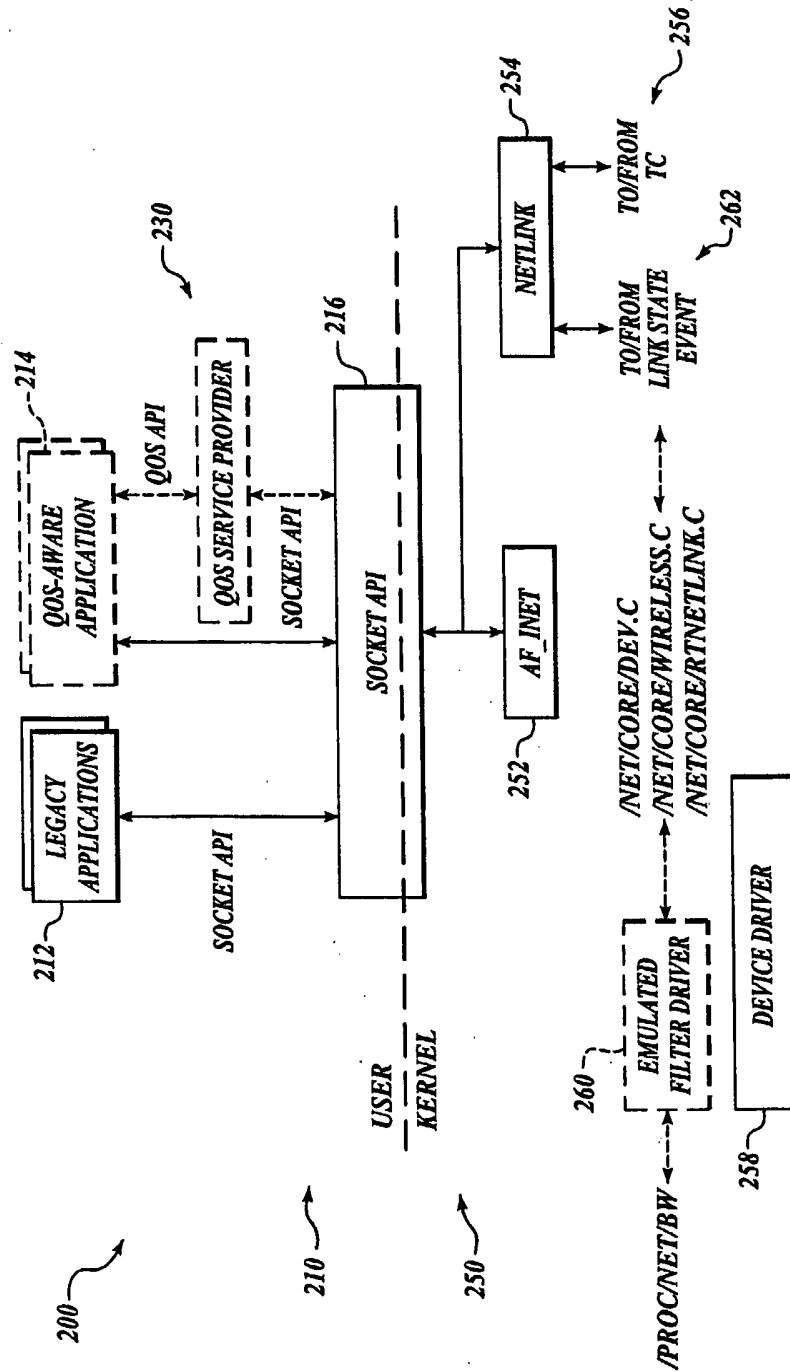 200
210
250
212
LEGACY
APPLICATIONS
214
QOS-AWARE
APPLICATION
QOS API
230
QOS SERVICE PROVIDER
SOCKET API
SOCKET API
216
SOCKET API
USER
KERNEL
252
AF_INET
254
NETLINK
TO/FROM
LINK STATE
EVENT
262
TO/FROM
TC
256
/PROC/NET/BW
260
EMULATED
FILTER DRIVER
/NET/CORE/DEV.C
/NET/CORE/WIRELESS.C
/NET/CORE/RTNETLINK.C
258
DEVICE DRIVER